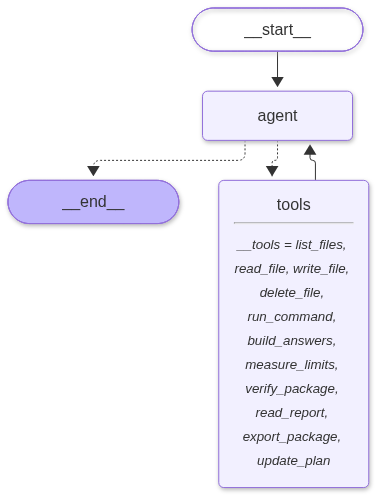 __start__
agent
__end__
tools
__tools = list_files,
read_file, write_file,
delete_file,
run_command,
build_answers,
measure_limits,
verify_package,
read_report,
export_package,
update_plan